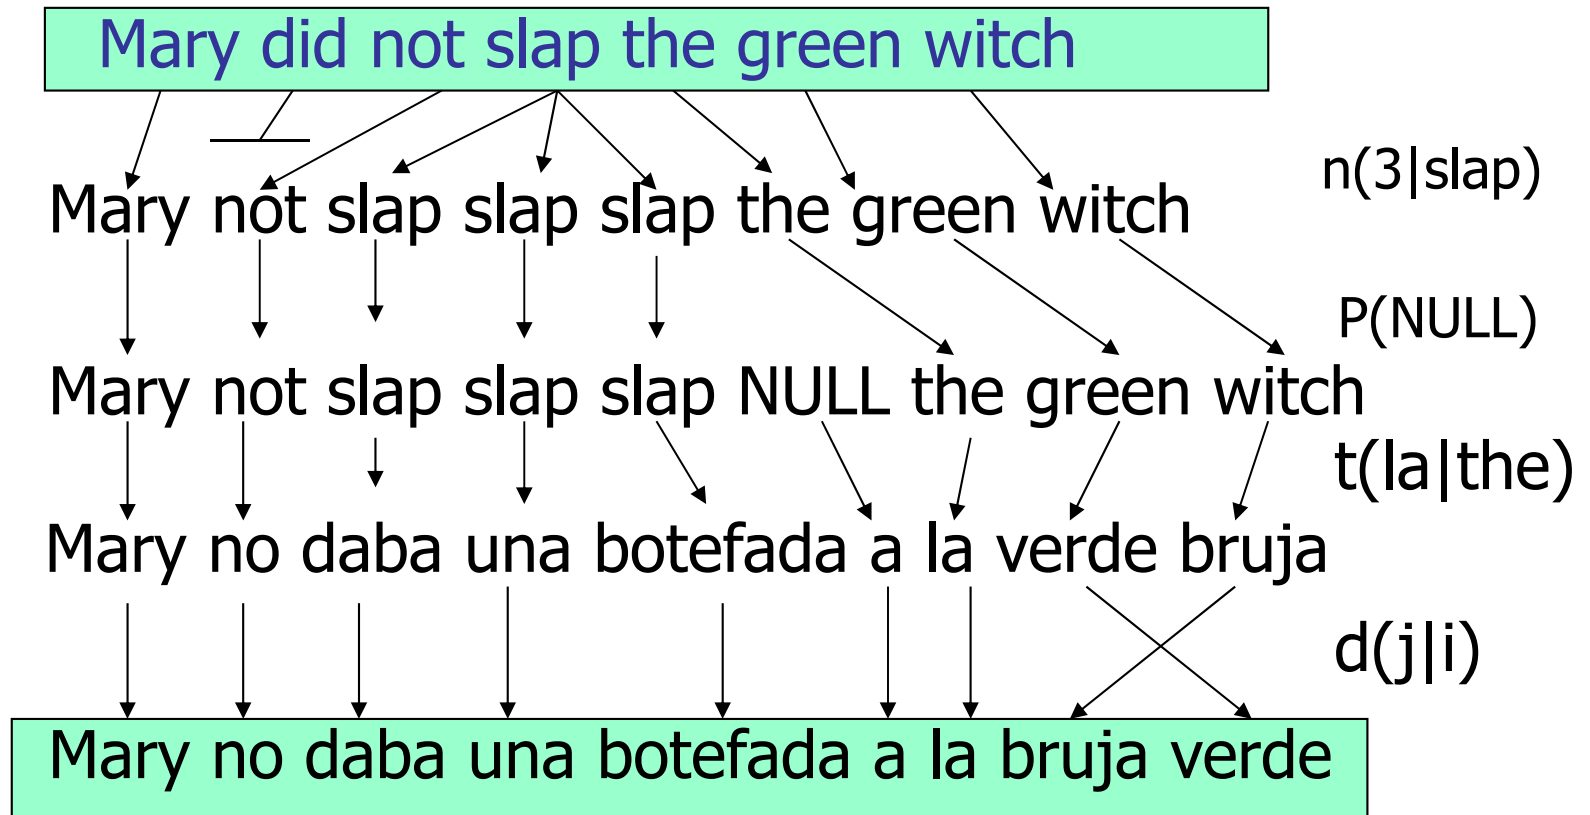 Mary did not slap the green witch
n(3|slap)
Mary not slap slap slap the green witch
P(NULL)
Mary not slap slap slap NULL the green witch
t(la|the)
Mary no daba una botefada a la verde bruja
d(j|i)
Mary no daba una botefada a la bruja verde